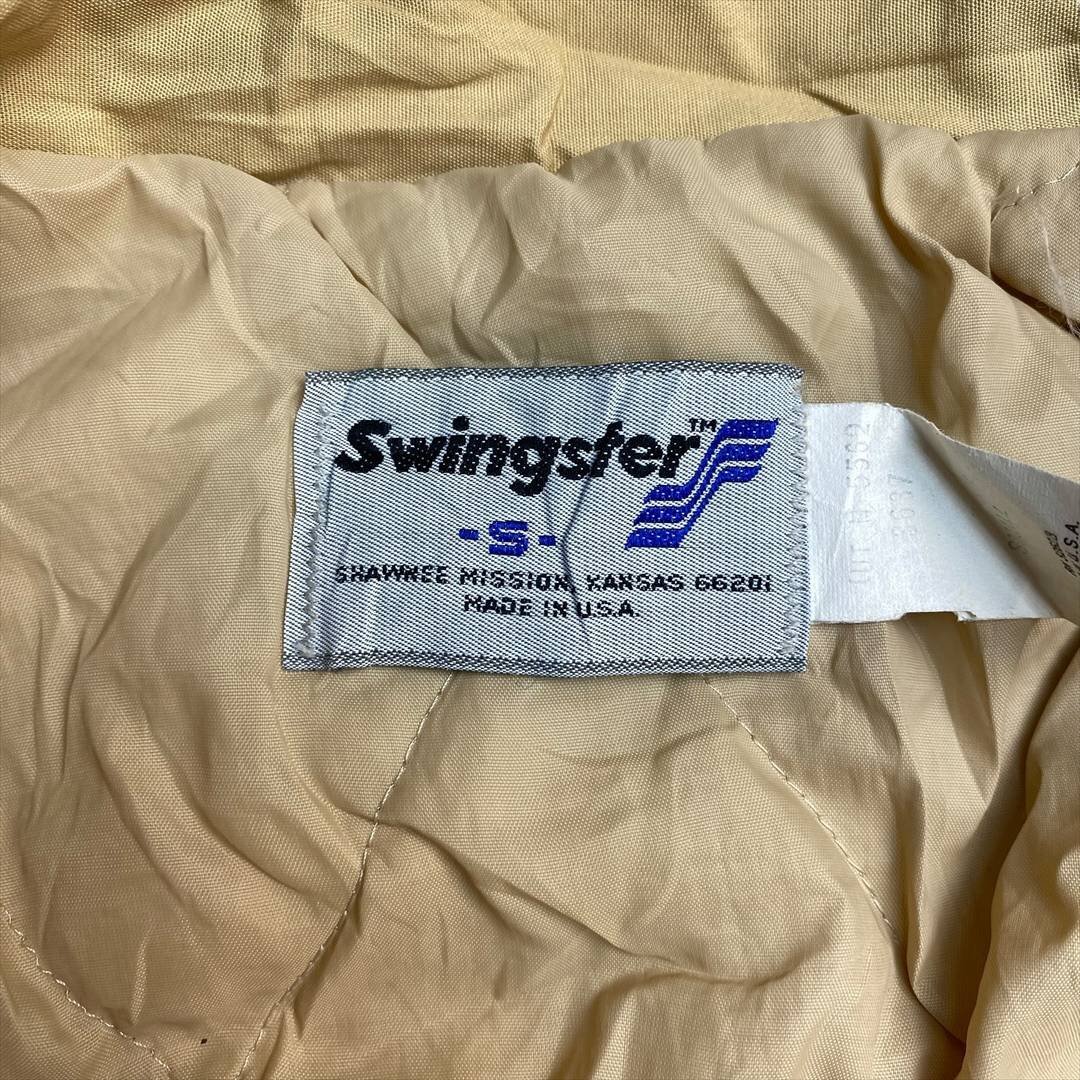 Swingster™
-S-
SHAWNEE MISSION, KANSAS 66201
MADE IN U.S.A.
U.S.A.